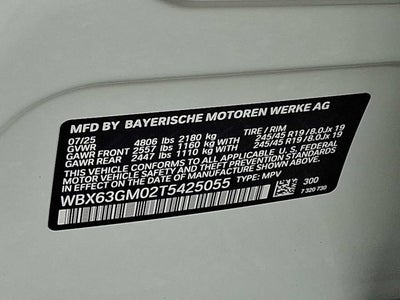 MFD BY BAYERISCHE MOTOREN WERKE AG
07/25 TIRE / RIM
GVWR 4806 lbs 2180 kg
GAWR FRONT 2557 lbs 1160 kg WITH 245/45 R19 / 8.0Jx 19
GAWR REAR 2447 lbs 1110 kg WITH 245/45 R19 / 8.0Jx 19
THIS VEHICLE CONFORMS TO ALL APPLICABLE U.S. FEDERAL
MOTOR VEHICLE SAFETY AND THEFT PREVENTION STANDARDS
IN EFFECT ON THE DATE OF MANUFACTURE SHOWN ABOVE.
WBX63GM02T5425055 TYPE: MPV
300
7 320 730